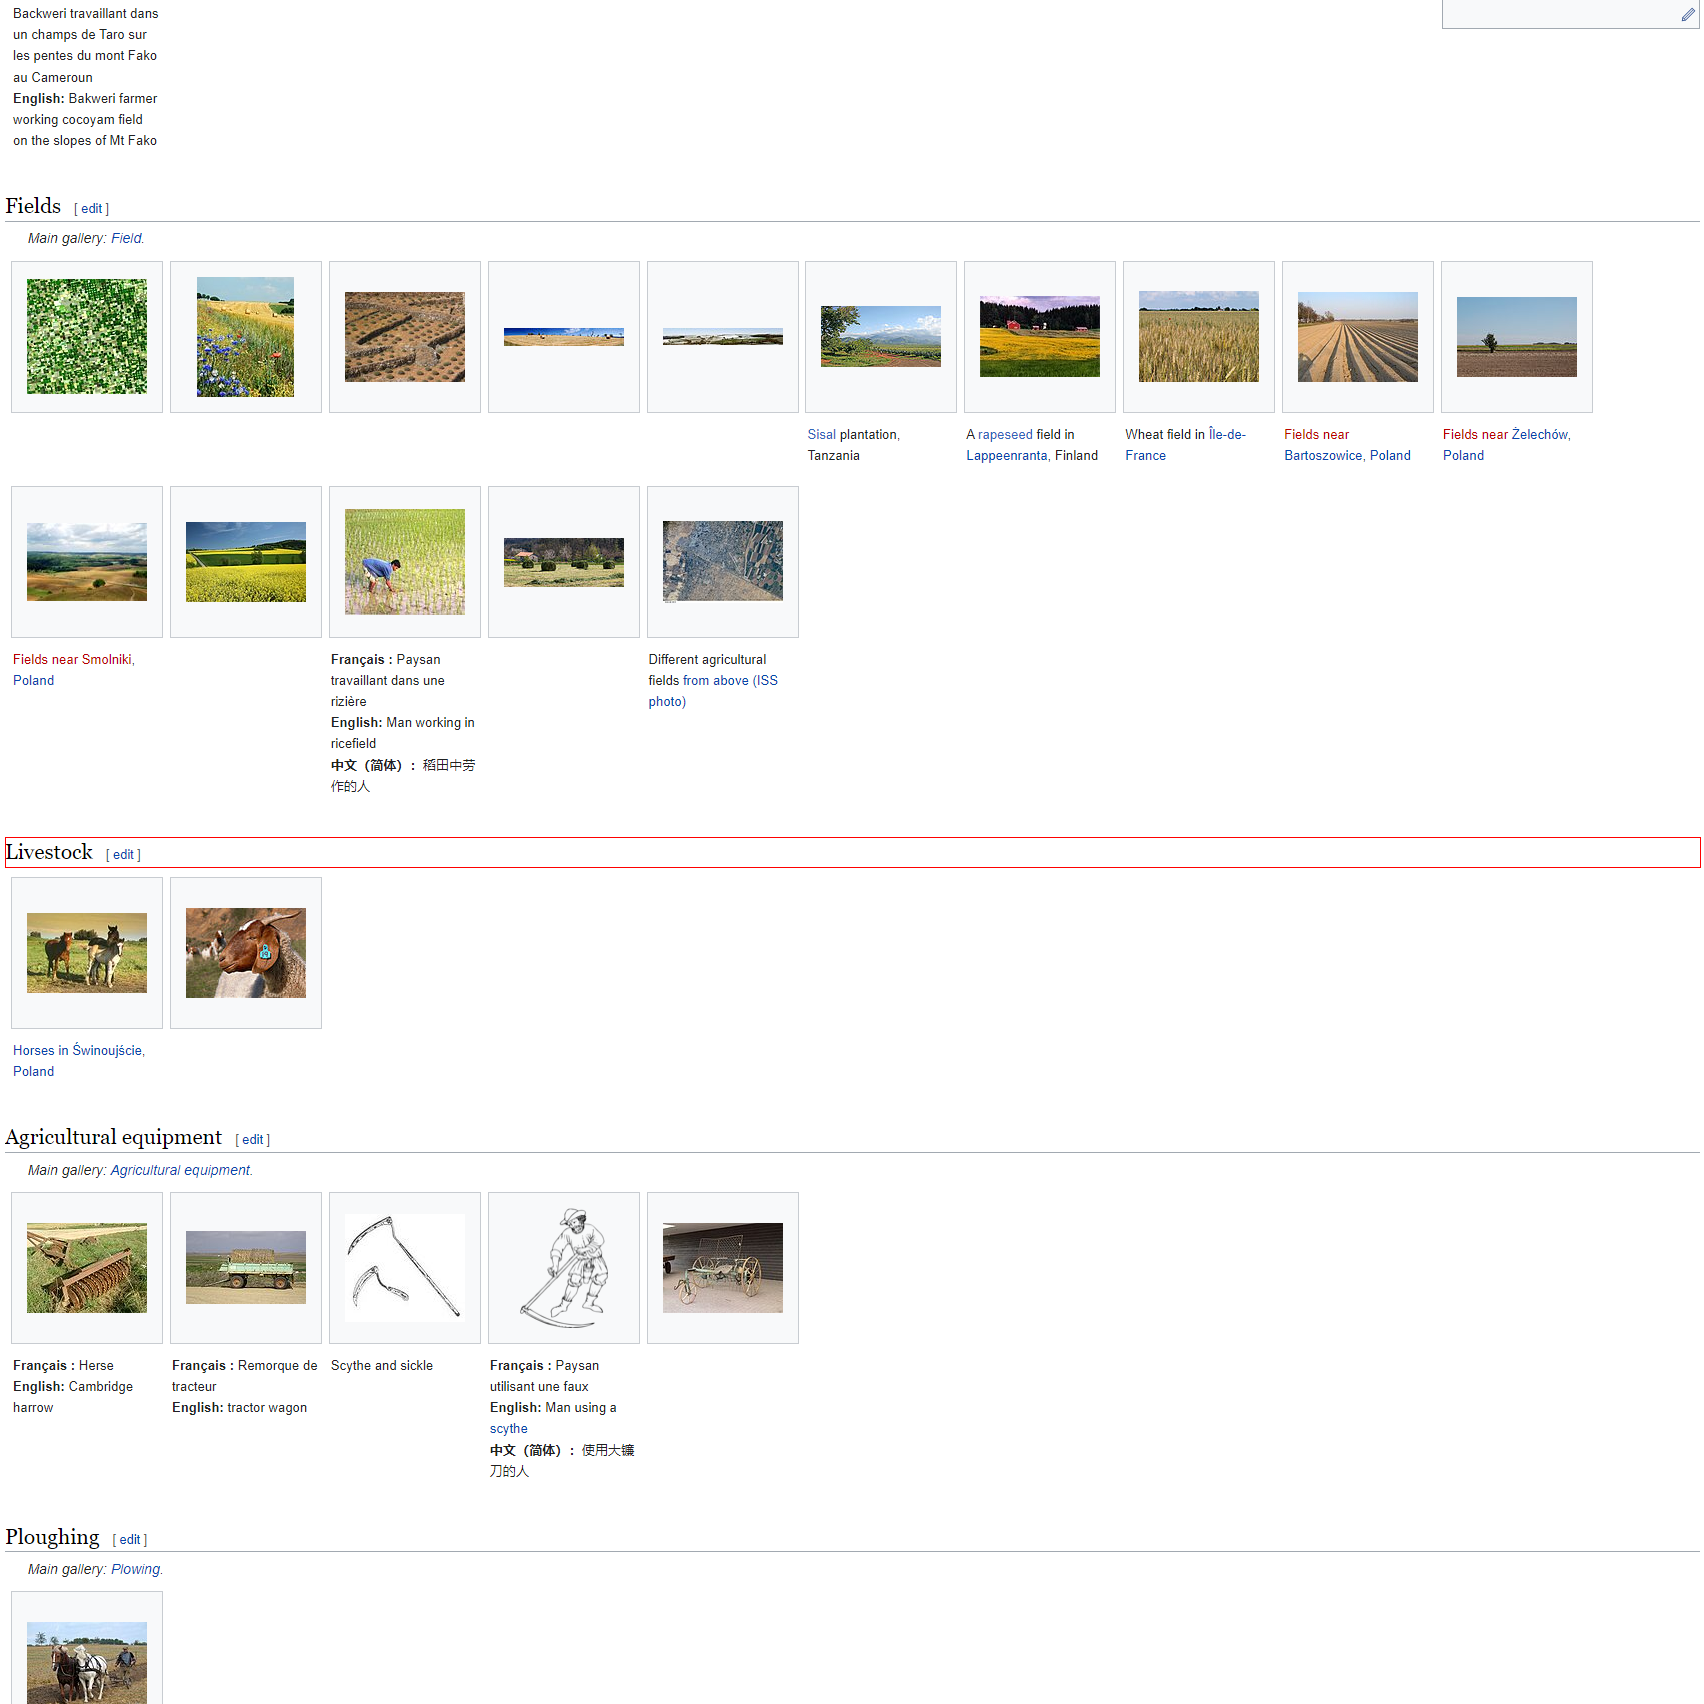 Backweri travaillant dans
un champs de Taro sur
les pentes du mont Fako
au Cameroun
English: Bakweri farmer
working cocoyam field
on the slopes of Mt Fako
Fields [ edit ]
Main gallery: Field.
Sisal plantation,
Tanzania
A rapeseed field in
Lappeenranta, Finland
Wheat field in Île-de-
France
Fields near
Bartoszowice, Poland
Fields near Żelechów,
Poland
Fields near Smolniki,
Poland
Français : Paysan
travaillant dans une
rizière
English: Man working in
ricefield
中文（简体）：稻田中劳
作的人
Different agricultural
fields from above (ISS
photo)
Livestock [ edit ]
Horses in Świnoujście,
Poland
Agricultural equipment [ edit ]
Main gallery: Agricultural equipment.
Français : Herse
English: Cambridge
harrow
Français : Remorque de
tracteur
English: tractor wagon
Scythe and sickle
Français : Paysan
utilisant une faux
English: Man using a
scythe
中文（简体）：使用大镰
刀的人
Ploughing [ edit ]
Main gallery: Plowing.